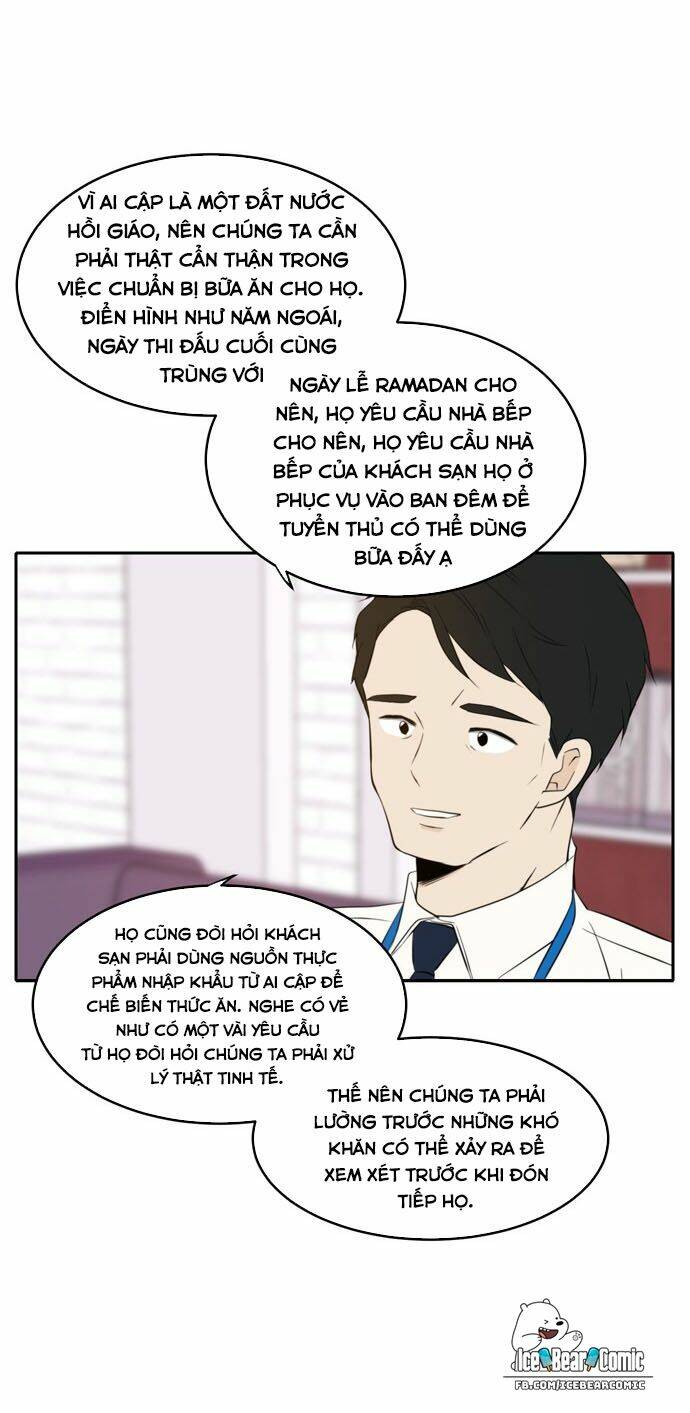 VÌ AI CẬP LÀ MỘT ĐẤT NƯỚC
HỒI GIÁO, NÊN CHÚNG TA CẦN
PHẢI THẬT CẨN THẬN TRONG
VIỆC CHUẨN BỊ BỮA ĂN CHO HỌ.
ĐIỂN HÌNH NHƯ NĂM NGOÁI,
NGÀY THI ĐẤU CUỐI CÙNG
TRÙNG VỚI
NGÀY LỄ RAMADAN CHO
NÊN, HỌ YÊU CẦU NHÀ BẾP
CHO NÊN, HỌ YÊU CẦU NHÀ
BẾP CỦA KHÁCH SẠN HỌ Ở
PHỤC VỤ VÀO BAN ĐÊM ĐỂ
TUYỂN THỦ CÓ THỂ DÙNG
BỮA ĐẤY Ạ
HỌ CŨNG ĐÒI HỎI KHÁCH
SẠN PHẢI DÙNG NGUỒN THỰC
PHẨM NHẬP KHẨU TỪ AI CẬP ĐỂ
CHẾ BIẾN THỨC ĂN. NGHE CÓ VẺ
NHƯ CÓ MỘT VÀI YÊU CẦU
TỪ HỌ ĐÒI HỎI CHÚNG TA PHẢI XỬ
LÝ THẬT TINH TẾ.
THẾ NÊN CHÚNG TA PHẢI
LƯỜNG TRƯỚC NHỮNG KHÓ
KHĂN CÓ THỂ XẢY RA ĐỂ
XEM XÉT TRƯỚC KHI ĐÓN
TIẾP HỌ.
Ice Bear Comic
FB.COM/ICEBEARCOMIC